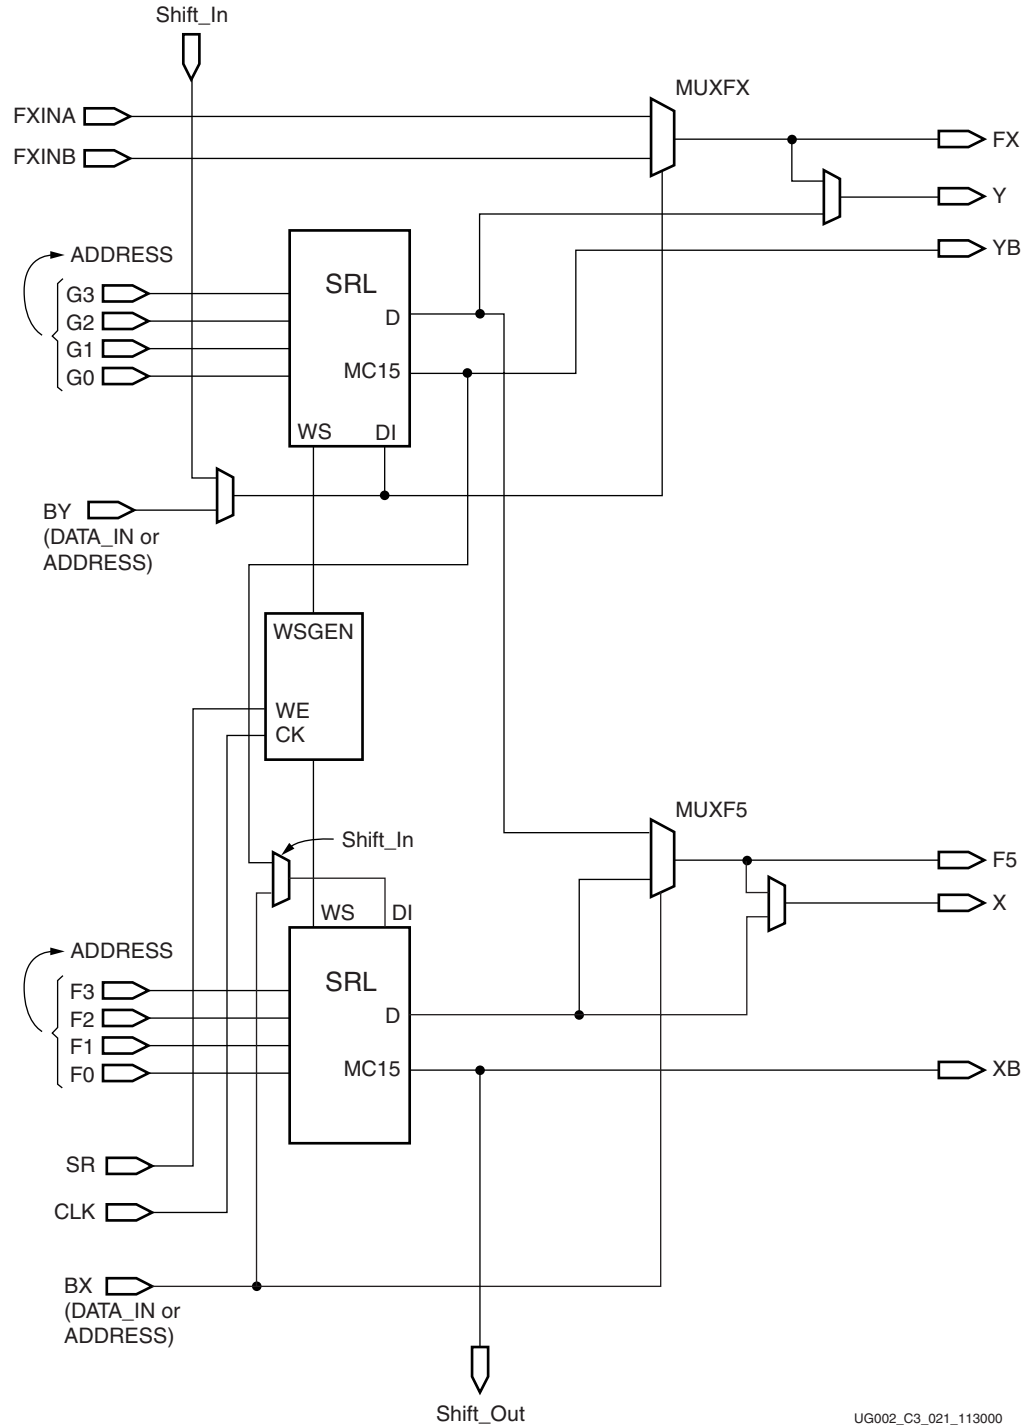 Shift_In
MUXFX
FXINA
FXINB
FX
Y
YB
ADDRESS
G3
G2
G1
G0
SRL
D
MC15
WS DI
BY
(DATA_IN or
ADDRESS)
WSGEN
WE
CK
Shift_In
MUXF5
F5
X
WS DI
ADDRESS
F3
F2
F1
F0
SRL
D
MC15
XB
SR
CLK
BX
(DATA_IN or
ADDRESS)
Shift_Out
UG002_C3_021_113000